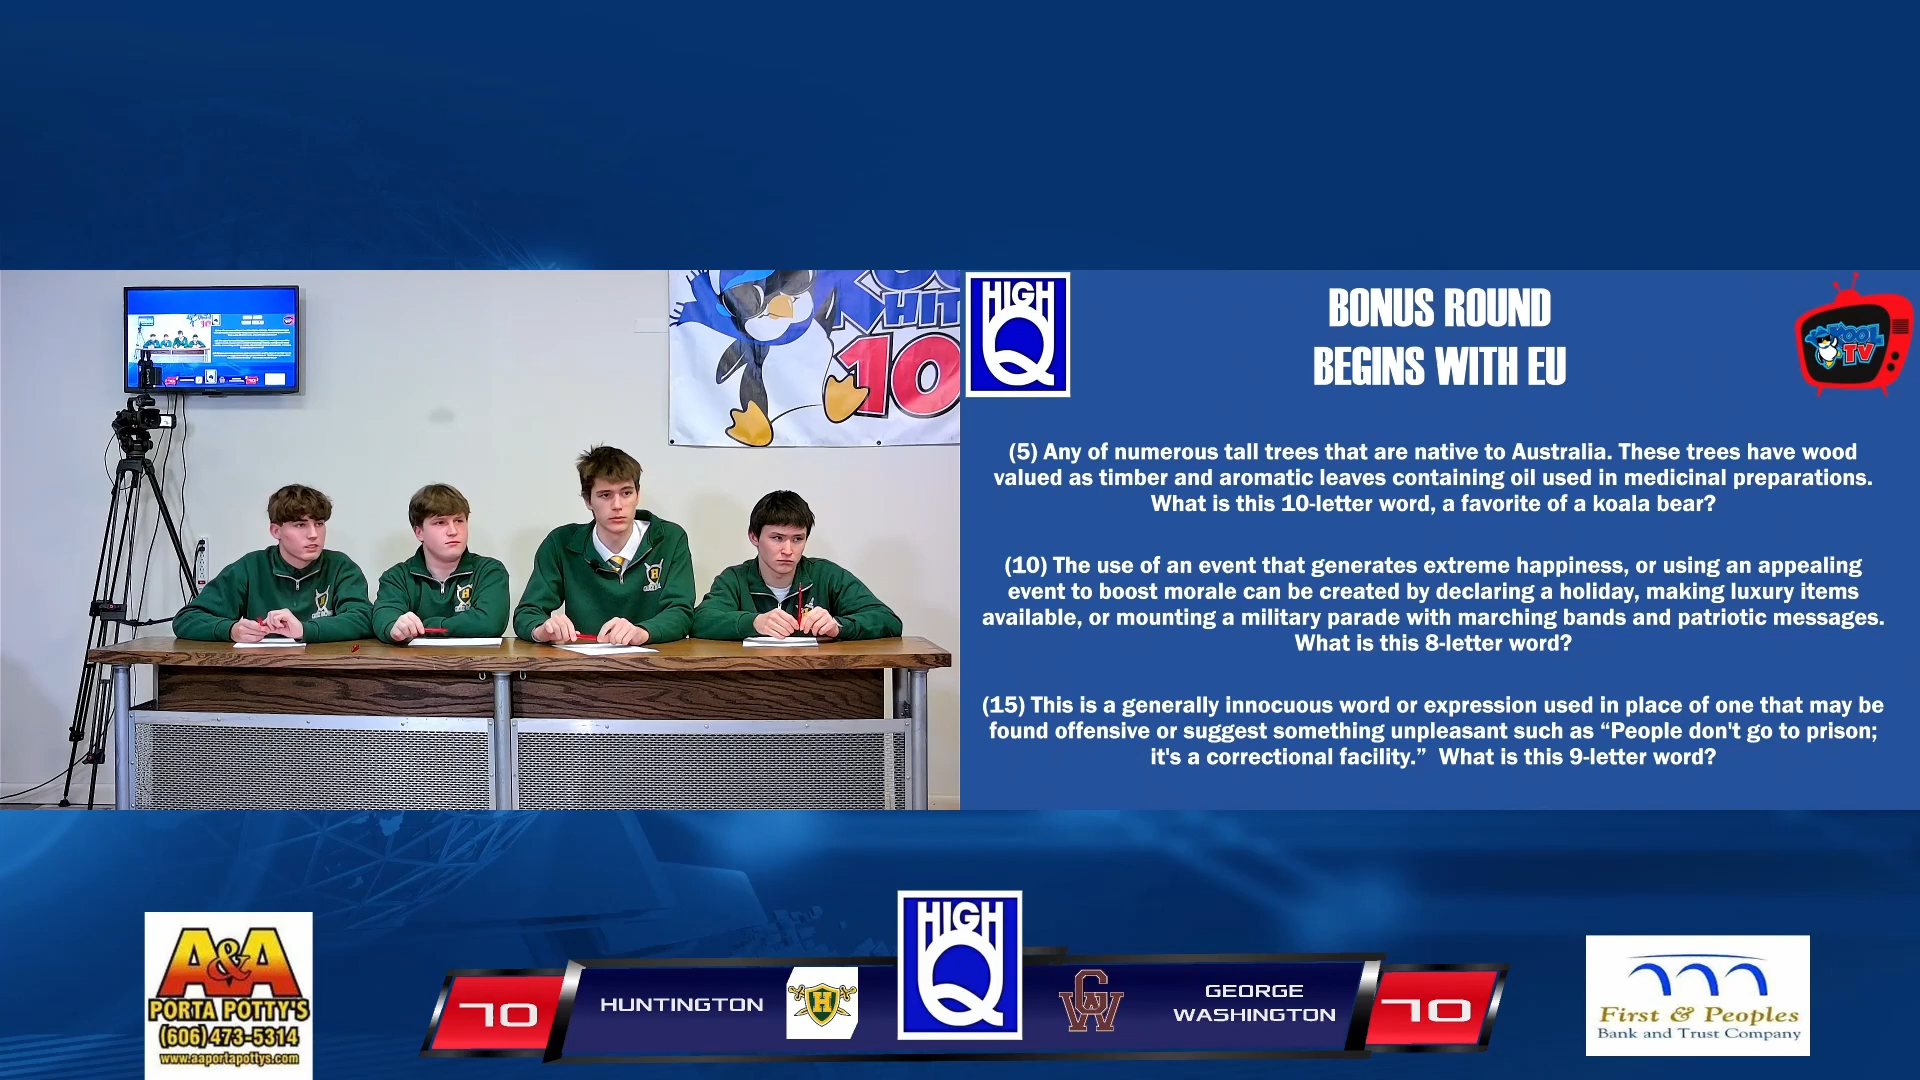 HIT
10
HIGH
Q
BONUS ROUND
BEGINS WITH EU
KOOL
TV
(5) Any of numerous tall trees that are native to Australia. These trees have wood
valued as timber and aromatic leaves containing oil used in medicinal preparations.
What is this 10-letter word, a favorite of a koala bear?
(10) The use of an event that generates extreme happiness, or using an appealing
event to boost morale can be created by declaring a holiday, making luxury items
available, or mounting a military parade with marching bands and patriotic messages.
What is this 8-letter word?
(15) This is a generally innocuous word or expression used in place of one that may be
found offensive or suggest something unpleasant such as “People don't go to prison;
it's a correctional facility.”  What is this 9-letter word?
A&A
PORTA POTTY'S
(606)473-5314
www.aaportapottys.com
70
HUNTINGTON
H
HIGH
Q
GW
GEORGE
WASHINGTON
70
First & Peoples
Bank and Trust Company